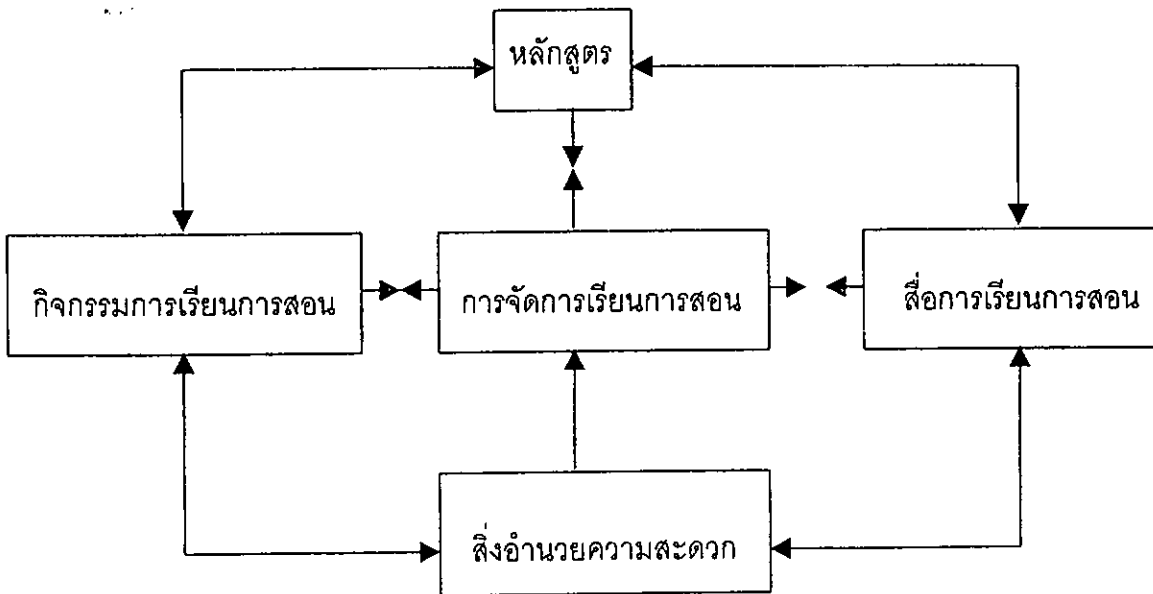 หลักสูตร
กิจกรรมการเรียนการสอน
การจัดการเรียนการสอน
สื่อการเรียนการสอน
สิ่งอำนวยความสะดวก